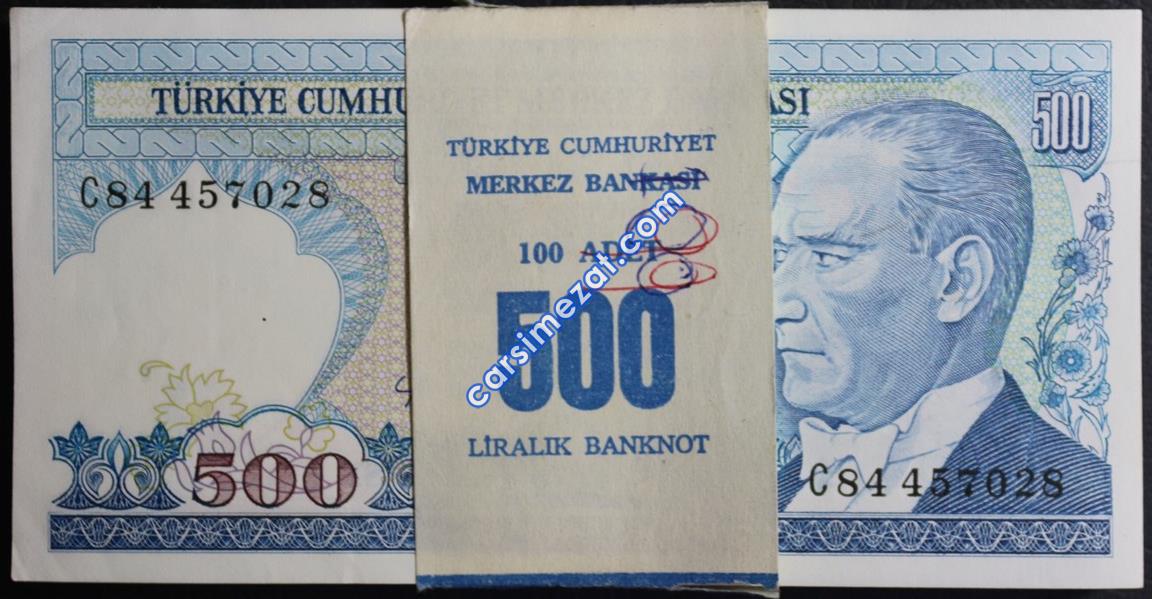 TÜRKİYE CUMHU
ASI
500
C84 457028
TÜRKİYE CUMHURİYET
MERKEZ BANKASI
100 ADET
500
LİRALIK BANKNOT
carsimezat.com
500
C84 457028